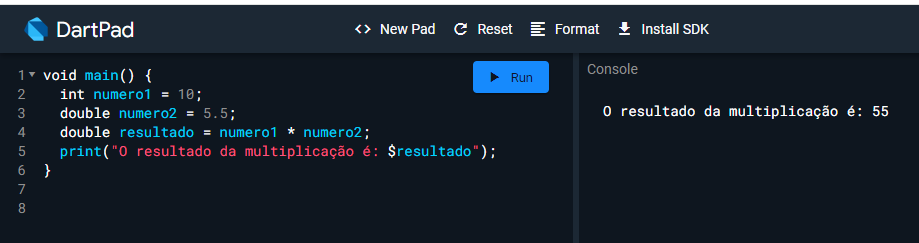 DartPad <> New Pad Reset Format Install SDK
1 void main() { Run Console
2 int numero1 = 10;
3 double numero2 = 5.5; O resultado da multiplicação é: 55
4 double resultado = numero1 * numero2;
5 print("O resultado da multiplicação é: $resultado");
6 }
7
8